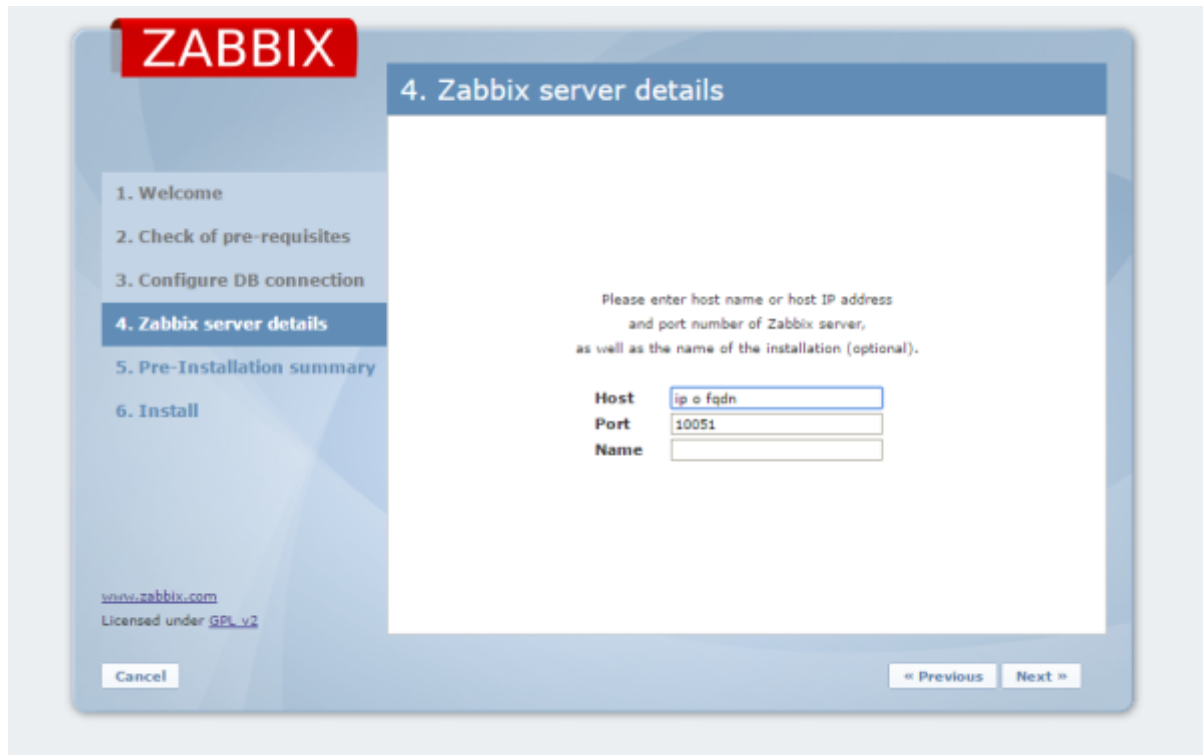 ZABBIX
4. Zabbix server details
1. Welcome
2. Check of pre-requisites
3. Configure DB connection
4. Zabbix server details
5. Pre-Installation summary
6. Install
Please enter host name or host IP address
and port number of Zabbix server,
as well as the name of the installation (optional).
Host ip o fqdn
Port 10051
Name
www.zabbix.com
Licensed under GPL v2
Cancel
« Previous Next »